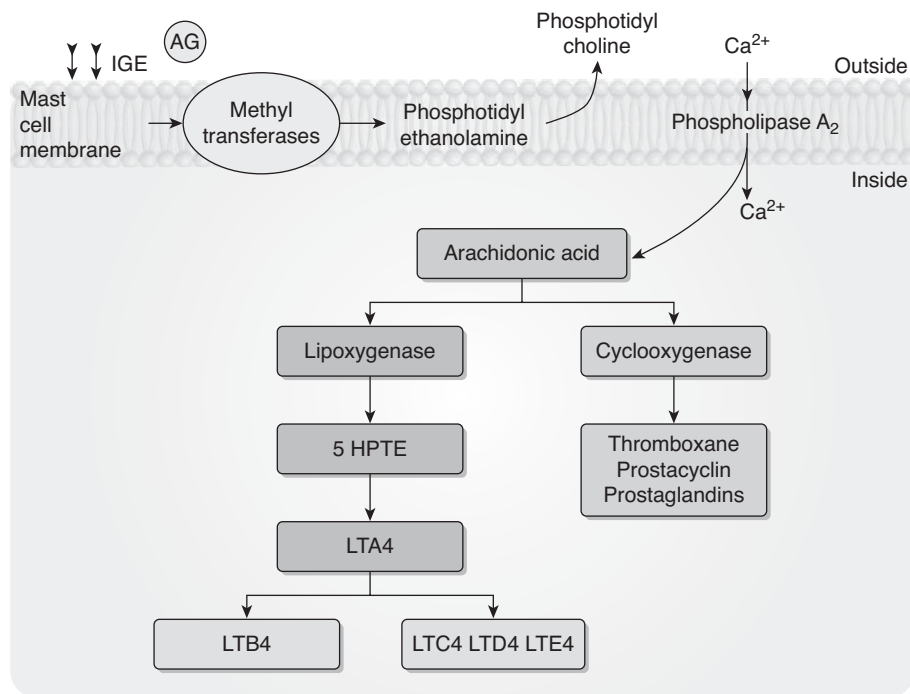 AG
IGE
Phosphotidyl
choline
Ca²⁺
Outside
Mast
cell
membrane
Methyl
transferases
Phosphotidyl
ethanolamine
Phospholipase A₂
Inside
Ca²⁺
Arachidonic acid
Lipoxygenase
Cyclooxygenase
5 HPTE
Thromboxane
Prostacyclin
Prostaglandins
LTA4
LTB4
LTC4 LTD4 LTE4